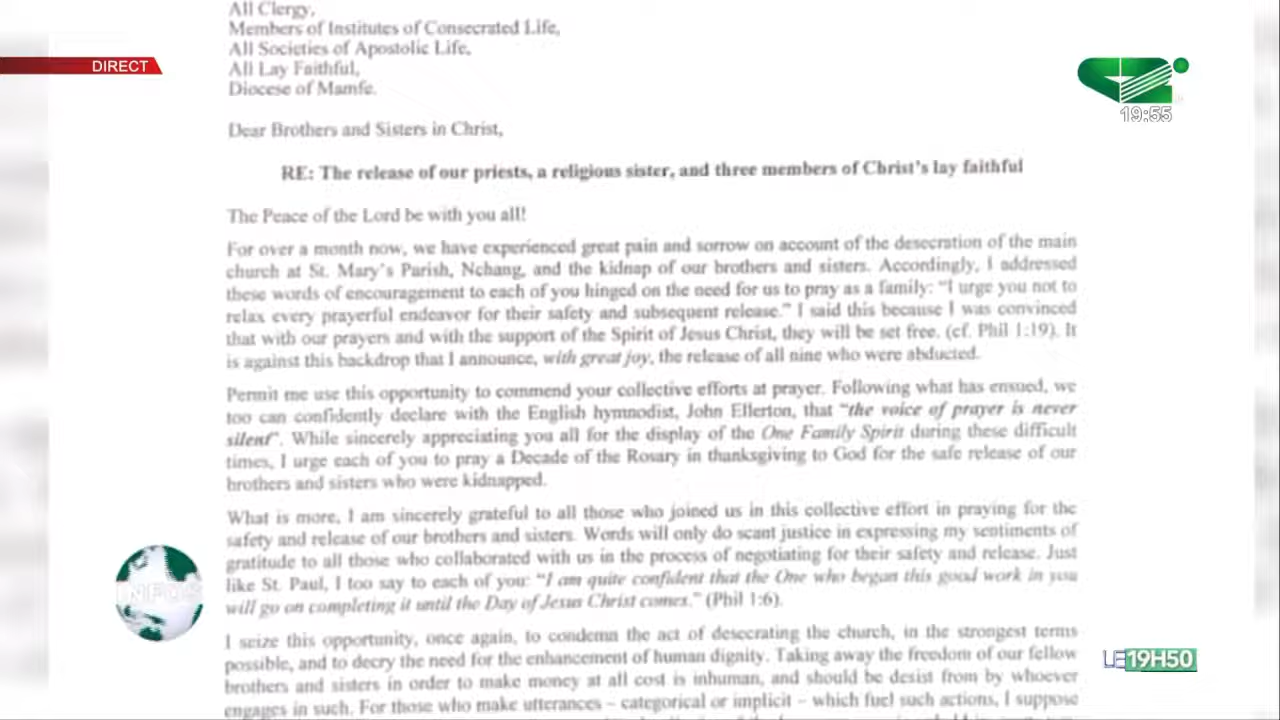 All Clergy,
Members of Institutes of Consecrated Life,
All Societies of Apostolic Life,
All Lay Faithful,
Diocese of Mamfe.
DIRECT
19:55
Dear Brothers and Sisters in Christ,
RE: The release of our priests, a religious sister, and three members of Christ's lay faithful
The Peace of the Lord be with you all!
For over a month now, we have experienced great pain and sorrow on account of the desecration of the main
church at St. Mary's Parish, Nchang, and the kidnap of our brothers and sisters. Accordingly, I addressed
these words of encouragement to each of you hinged on the need for us to pray as a family: "I urge you not to
relax every prayerful endeavor for their safety and subsequent release." I said this because I was convinced
that with our prayers and with the support of the Spirit of Jesus Christ, they will be set free. (cf. Phil 1:19). It
is against this backdrop that I announce, with great joy, the release of all nine who were abducted.
Permit me use this opportunity to commend your collective efforts at prayer. Following what has ensued, we
too can confidently declare with the English hymnodist, John Ellerton, that "the voice of prayer is never
silent". While sincerely appreciating you all for the display of the One Family Spirit during these difficult
times, I urge each of you to pray a Decade of the Rosary in thanksgiving to God for the safe release of our
brothers and sisters who were kidnapped.
What is more, I am sincerely grateful to all those who joined us in this collective effort in praying for the
safety and release of our brothers and sisters. Words will only do scant justice in expressing my sentiments of
gratitude to all those who collaborated with us in the process of negotiating for their safety and release. Just
like St. Paul, I too say to each of you: "I am quite confident that the One who began this good work in you
will go on completing it until the Day of Jesus Christ comes." (Phil 1:6).
INFOS
I seize this opportunity, once again, to condemn the act of desecrating the church, in the strongest terms
possible, and to decry the need for the enhancement of human dignity. Taking away the freedom of our fellow
brothers and sisters in order to make money at all cost is inhuman, and should be desist from by whoever
engages in such. For those who make utterances – categorical or implicit – which fuel such actions, I suppose
LE 19H50